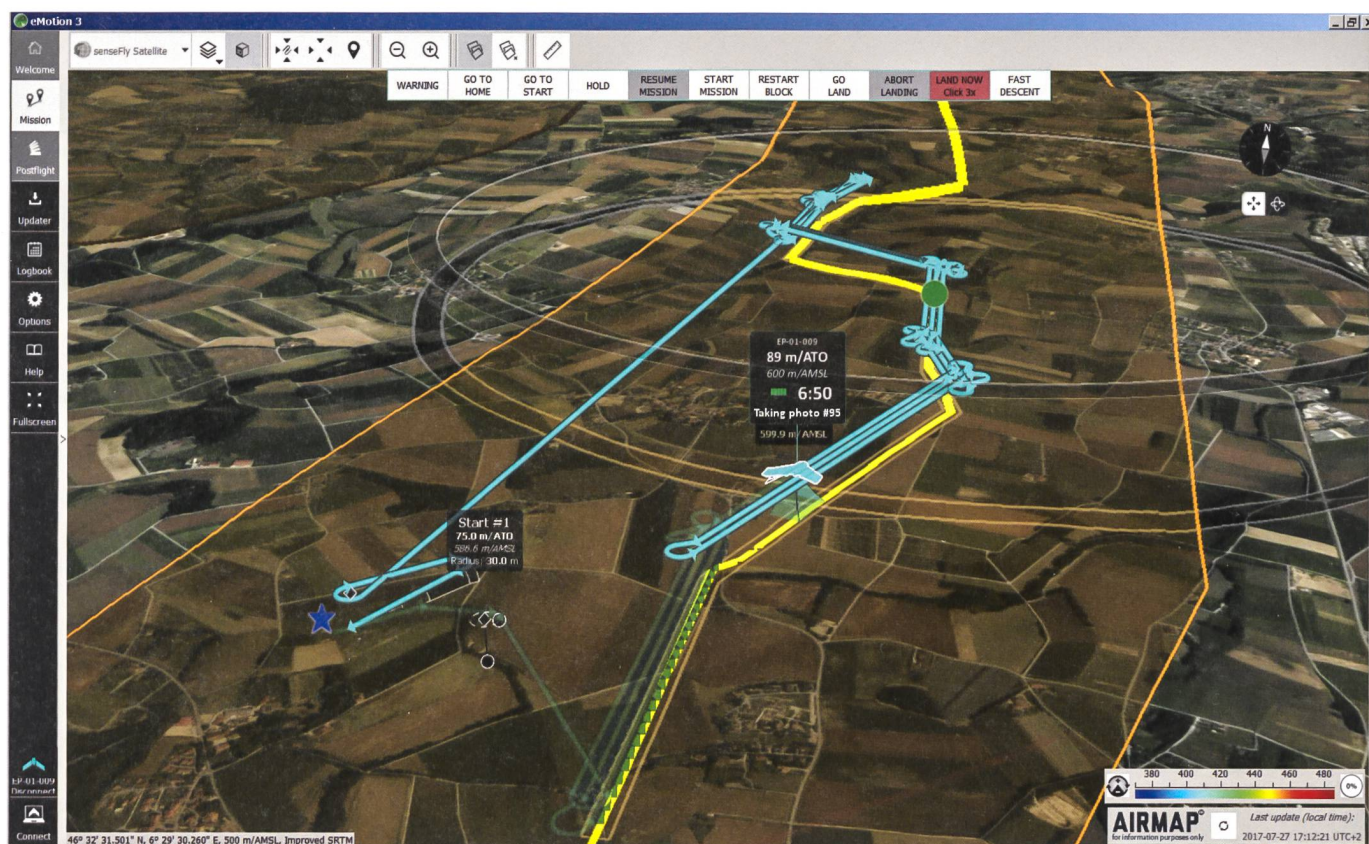 eMotion 3
Welcome
Mission
Postflight
Updater
Logbook
Options
Help
Fullscreen
EP-01-009
Disconnect
Connect
senseFly Satellite
WARNING
GO TO
HOME
GO TO
START
HOLD
RESUME
MISSION
START
MISSION
RESTART
BLOCK
GO
LAND
ABORT
LANDING
LAND NOW
Click 3x
FAST
DESCENT
N
EP-01-009
89 m/ATO
600 m/AMSL
6:50
Taking photo #95
599.9 m/AMSL
Start #1
75.0 m/ATO
586.6 m/AMSL
Radius: 30.0 m
380 400 420 440 460 480
0%
AIRMAP
for information purposes only
Last update (local time):
2017-07-27 17:12:21 UTC+2
46° 32' 31.501" N, 6° 29' 30.260" E, 500 m/AMSL, Improved SRTM